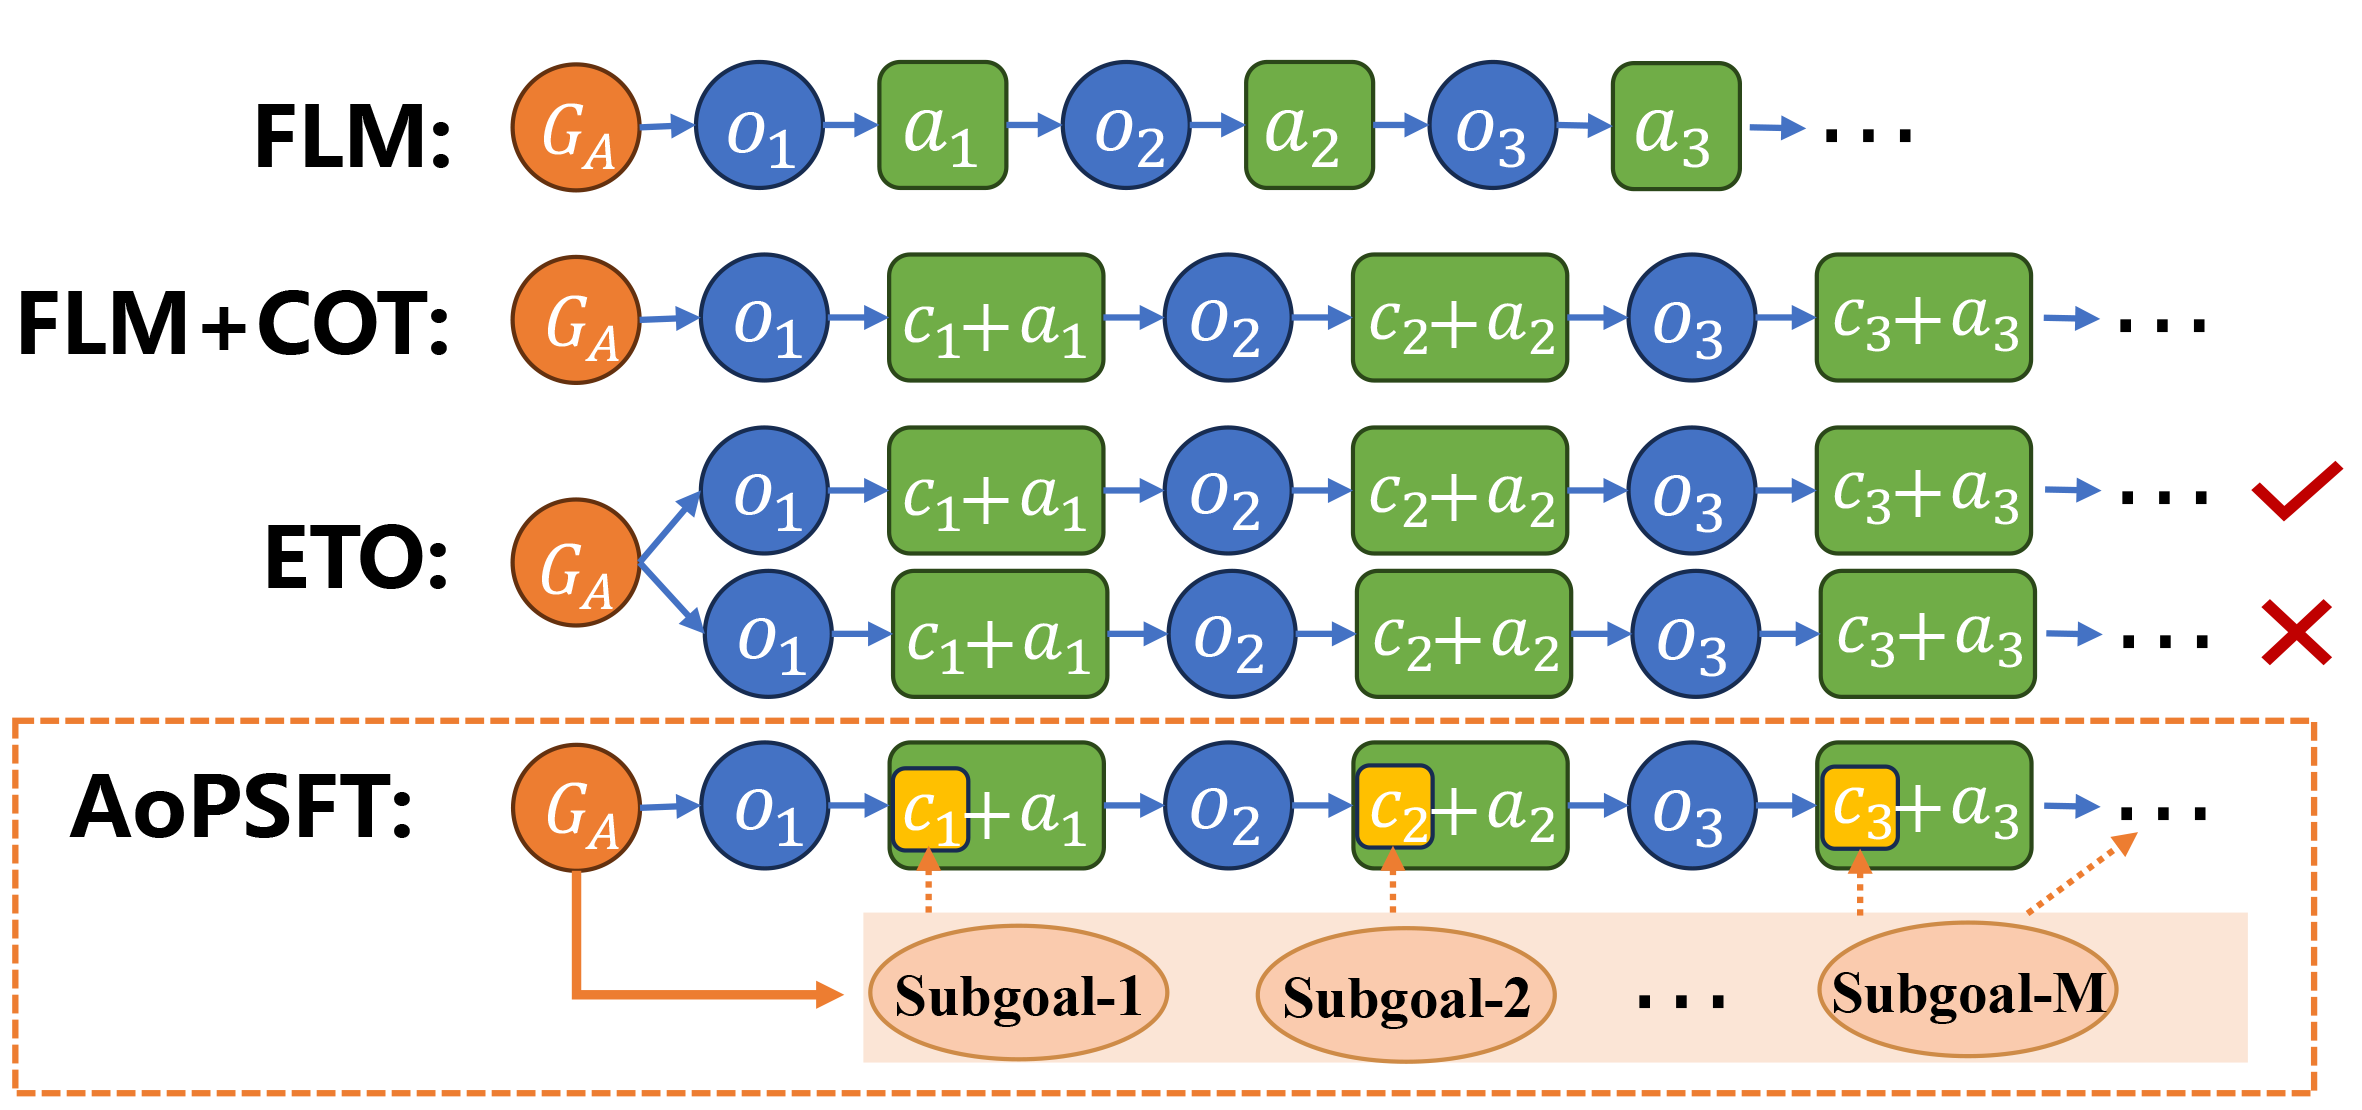 FLM: G_A o_1 a_1 o_2 a_2 o_3 a_3 ...
FLM+COT: G_A o_1 c_1+a_1 o_2 c_2+a_2 o_3 c_3+a_3 ...
o_1 c_1+a_1 o_2 c_2+a_2 o_3 c_3+a_3 ... ✓
ETO: G_A
o_1 c_1+a_1 o_2 c_2+a_2 o_3 c_3+a_3 ... ✗
AoPSFT: G_A o_1 c_1+a_1 o_2 c_2+a_2 o_3 c_3+a_3 ...
Subgoal-1 Subgoal-2 ... Subgoal-M